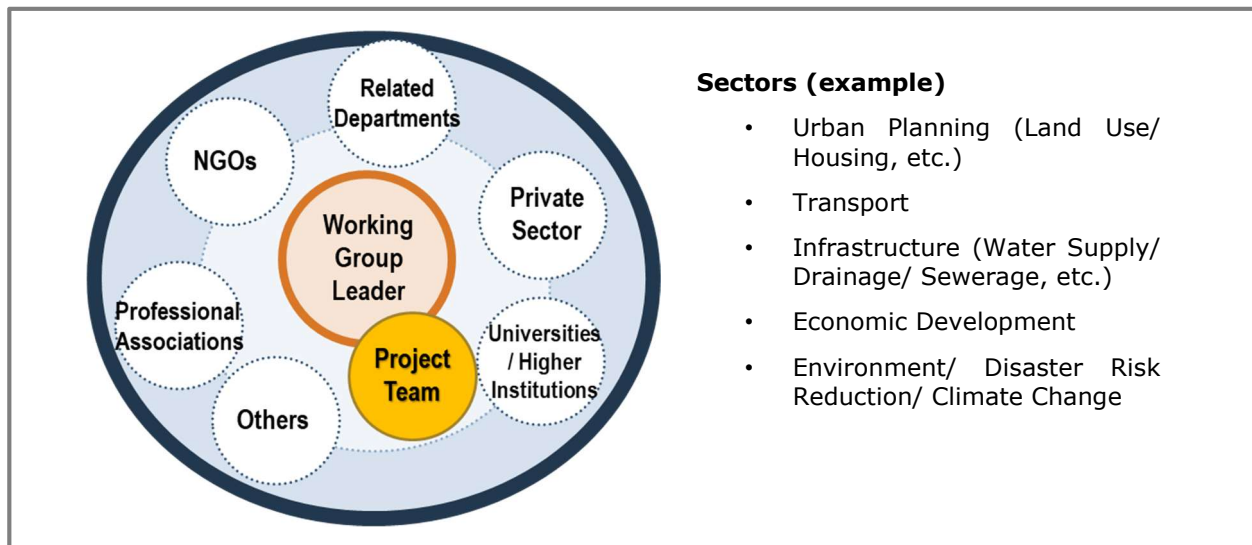 Related
Departments
NGOs
Private
Sector
Working
Group
Leader
Professional
Associations
Universities
/ Higher
Institutions
Project
Team
Others
Sectors (example)
• Urban Planning (Land Use/
Housing, etc.)
• Transport
• Infrastructure (Water Supply/
Drainage/ Sewerage, etc.)
• Economic Development
• Environment/ Disaster Risk
Reduction/ Climate Change